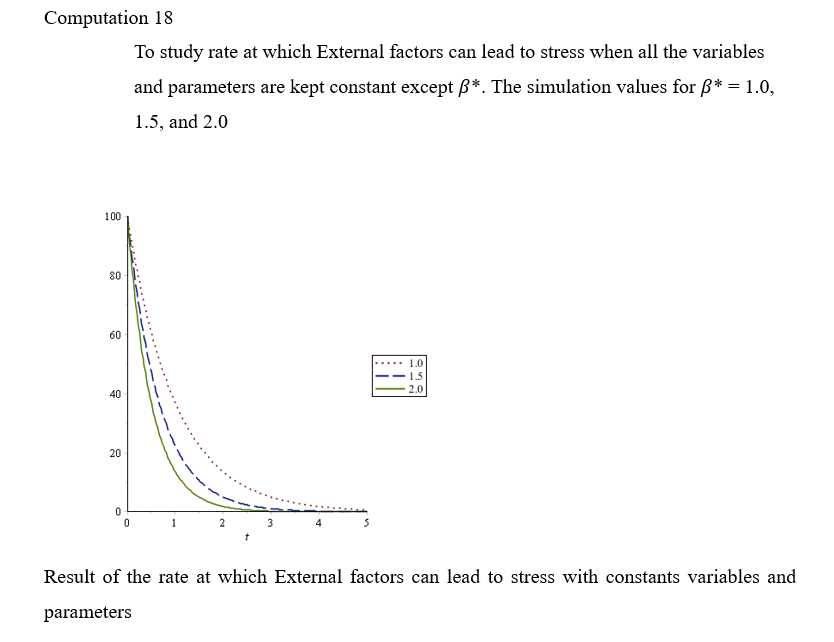 Computation 18
To study rate at which External factors can lead to stress when all the variables
and parameters are kept constant except β*. The simulation values for β* = 1.0,
1.5, and 2.0
100
80
60
40
20
0
0 1 2 3 4 5
t
1.0
1.5
2.0
Result of the rate at which External factors can lead to stress with constants variables and
parameters